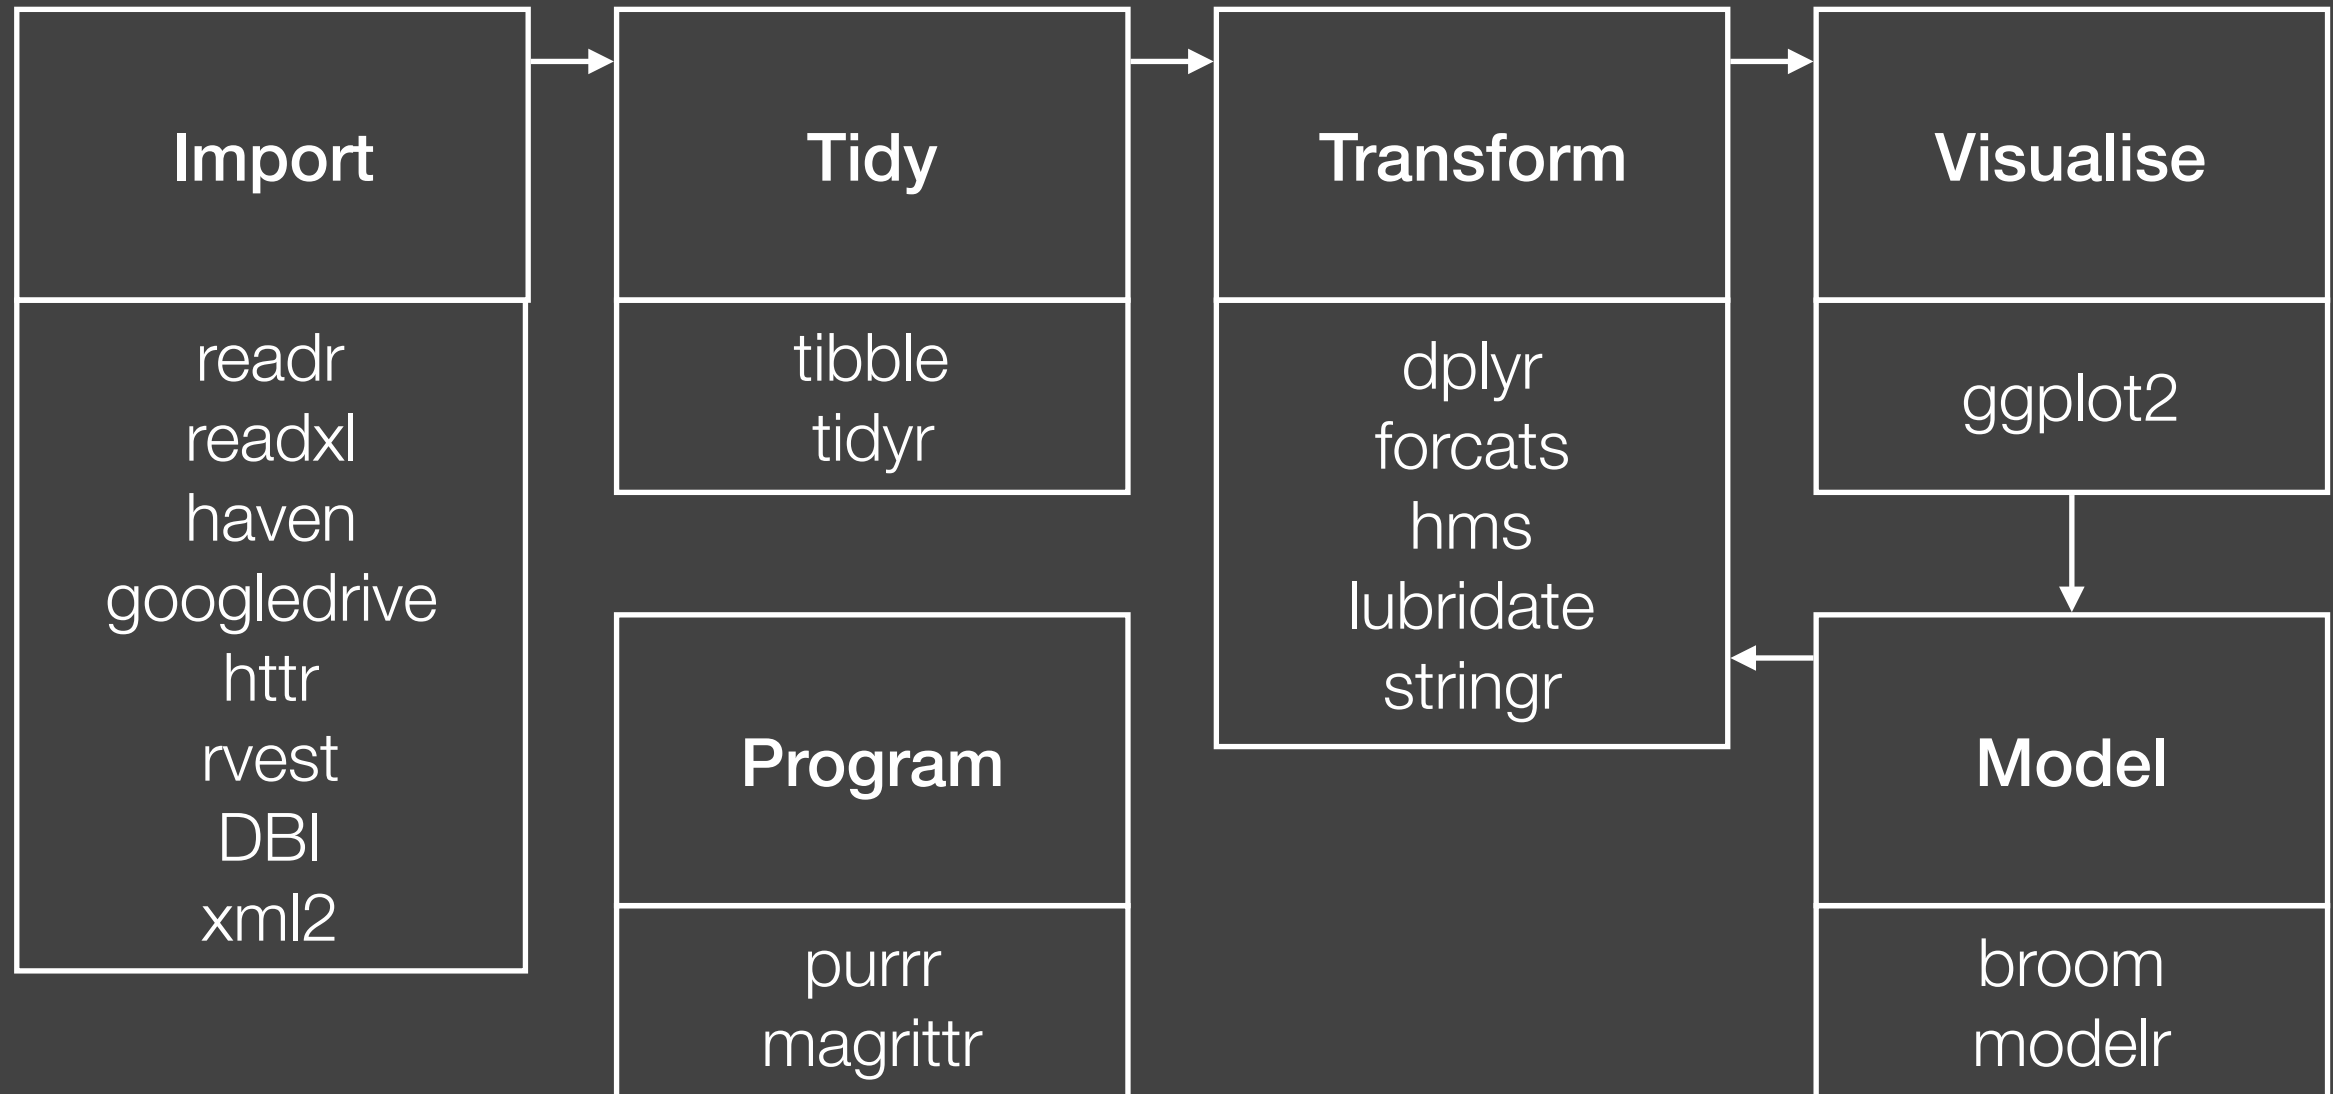 Import
readr
readxl
haven
googledrive
httr
rvest
DBI
xml2
Tidy
tibble
tidyr
Program
purrr
magrittr
Transform
dplyr
forcats
hms
lubridate
stringr
Visualise
ggplot2
Model
broom
modelr